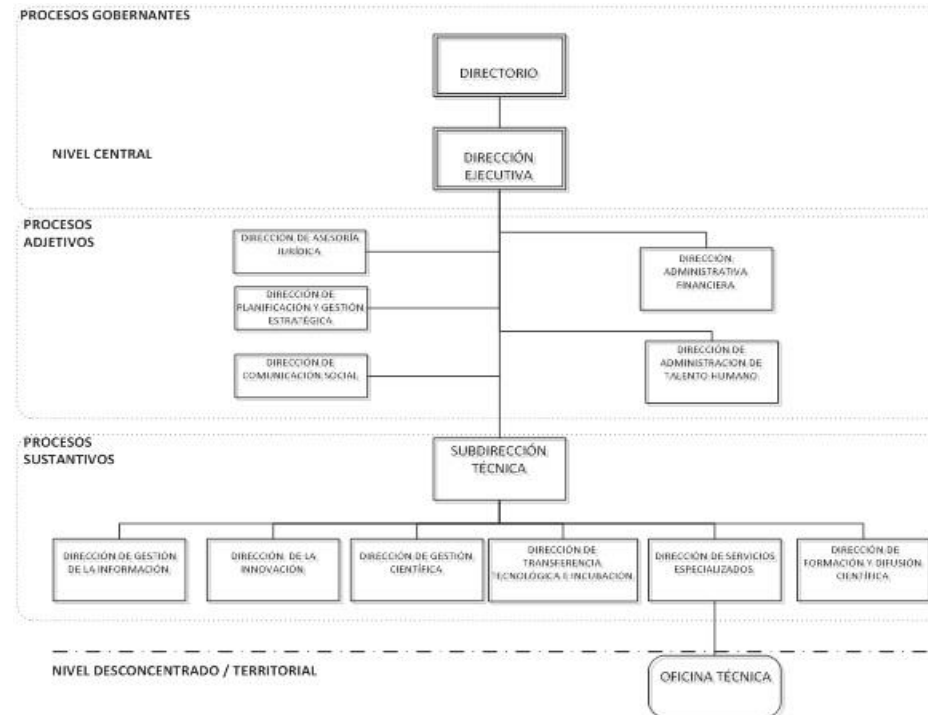 PROCESOS GOBERNANTES
DIRECTORIO
NIVEL CENTRAL
DIRECCIÓN
EJECUTIVA
PROCESOS
ADJETIVOS
DIRECCIÓN DE ASESORÍA
JURÍDICA
DIRECCIÓN
ADMINISTRATIVA
FINANCIERA
DIRECCIÓN DE
PLANIFICACIÓN Y GESTIÓN
ESTRATÉGICA
DIRECCIÓN DE
COMUNICACIÓN SOCIAL
DIRECCIÓN DE
ADMINISTRACION DE
TALENTO HUMANO
PROCESOS
SUSTANTIVOS
SUBDIRECCIÓN
TÉCNICA
DIRECCIÓN DE GESTIÓN
DE LA INFORMACIÓN
DIRECCIÓN DE LA
INNOVACIÓN
DIRECCIÓN DE GESTIÓN
CIENTÍFICA
DIRECCIÓN DE
TRANSFERENCIA
TECNOLÓGICA E INCUBACIÓN
DIRECCIÓN DE SERVICIOS
ESPECIALIZADOS
DIRECCIÓN DE
FORMACIÓN Y DIFUSIÓN
CIENTÍFICA
NIVEL DESCONCENTRADO / TERRITORIAL
OFICINA TÉCNICA